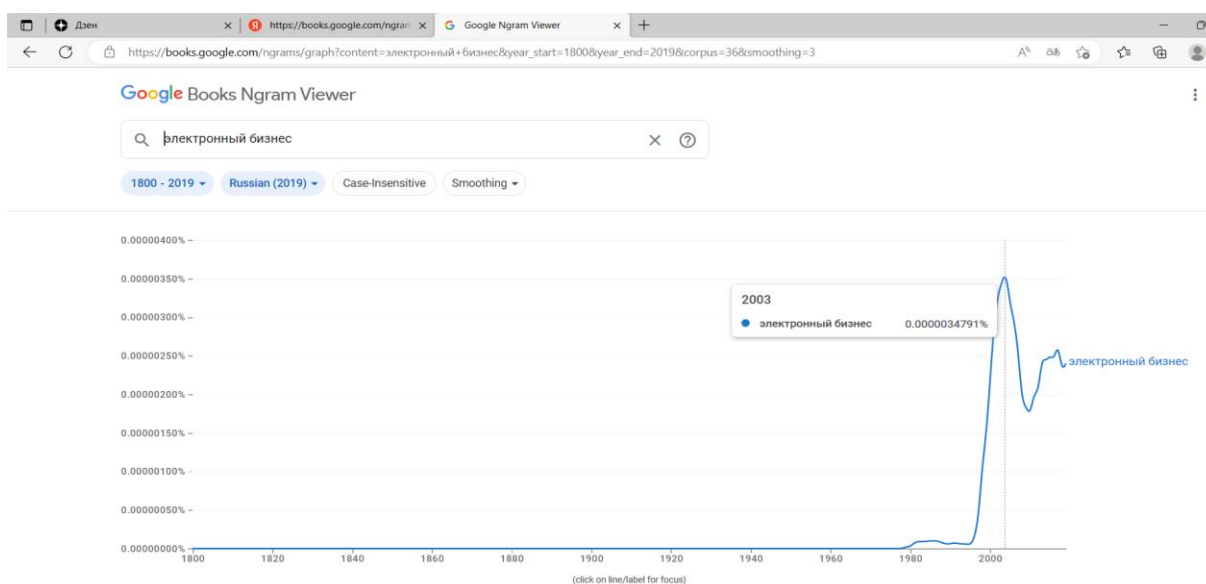 Дзен
https://books.google.com/ngram
Google Ngram Viewer
https://books.google.com/ngrams/graph?content=электронный+бизнес&year_start=1800&year_end=2019&corpus=36&smoothing=3
Google Books Ngram Viewer
электронный бизнес
1800 - 2019
Russian (2019)
Case-Insensitive
Smoothing
0.00000400%
0.00000350%
0.00000300%
0.00000250%
0.00000200%
0.00000150%
0.00000100%
0.00000050%
0.00000000%
2003
электронный бизнес 0.0000034791%
электронный бизнес
1800 1820 1840 1860 1880 1900 1920 1940 1960 1980 2000
(click on line/label for focus)